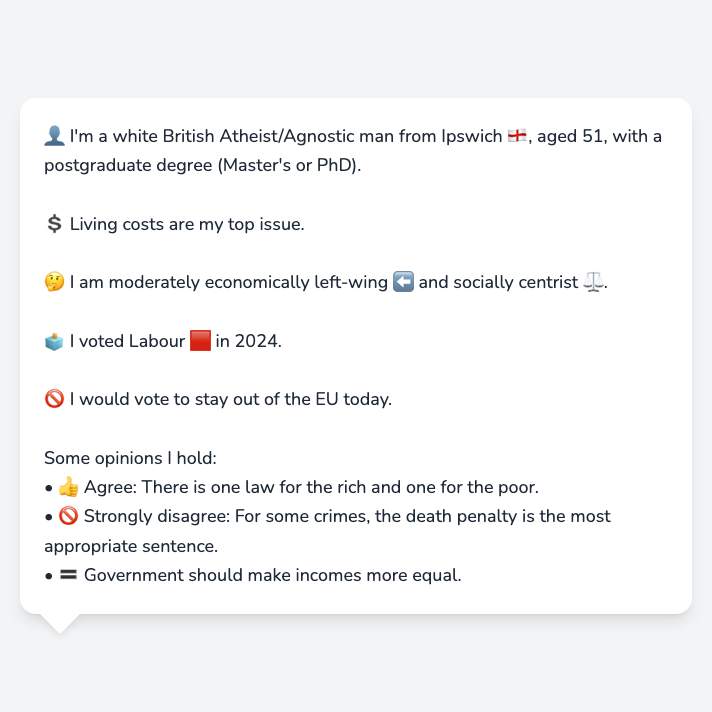 👤 I'm a white British Atheist/Agnostic man from Ipswich 🏴󠁧󠁢󠁥󠁮󠁧󠁿, aged 51, with a
postgraduate degree (Master's or PhD).
💲 Living costs are my top issue.
🤔 I am moderately economically left-wing ⬅️ and socially centrist ⚖️.
🗳️ I voted Labour 🟥 in 2024.
🚫 I would vote to stay out of the EU today.
Some opinions I hold:
• 👍 Agree: There is one law for the rich and one for the poor.
• 🚫 Strongly disagree: For some crimes, the death penalty is the most
appropriate sentence.
• 🟰 Government should make incomes more equal.